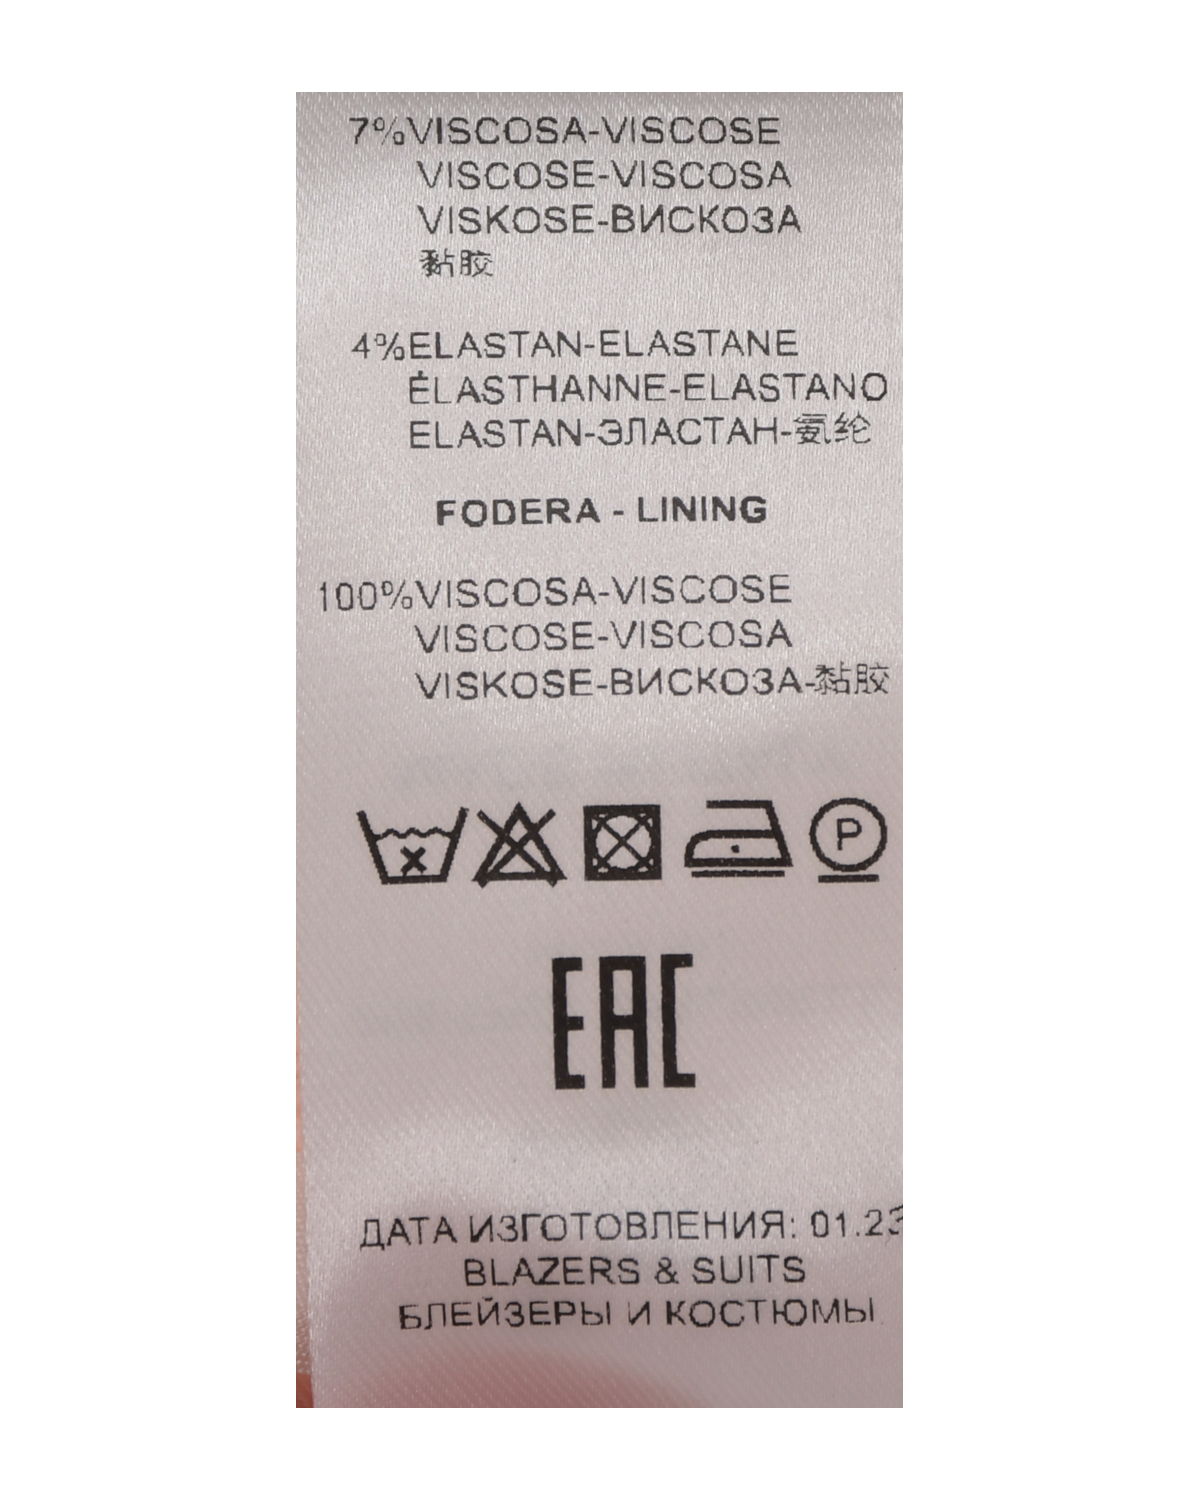 7%VISCOSA-VISCOSE
VISCOSE-VISCOSA
VISKOSE-ВИСКОЗА
黏胶
4%ELASTAN-ELASTANE
ÉLASTHANNE-ELASTANO
ELASTAN-ЭЛАСТАН-氨纶
FODERA - LINING
100%VISCOSA-VISCOSE
VISCOSE-VISCOSA
VISKOSE-ВИСКОЗА-黏胶
P
EAC
ДАТА ИЗГОТОВЛЕНИЯ: 01.23
BLAZERS & SUITS
БЛЕЙЗЕРЫ И КОСТЮМЫ